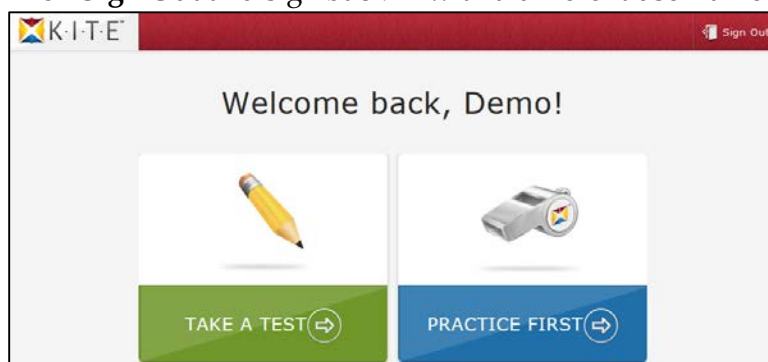 K·I·T·E
Sign Out
Welcome back, Demo!
TAKE A TEST
PRACTICE FIRST